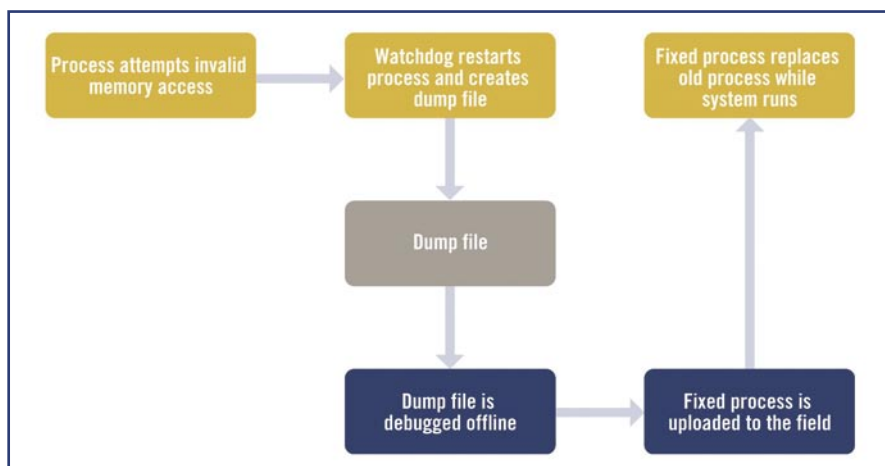 Process attempts invalid
memory access
Watchdog restarts
process and creates
dump file
Fixed process replaces
old process while
system runs
Dump file
Dump file is
debugged offline
Fixed process is
uploaded to the field